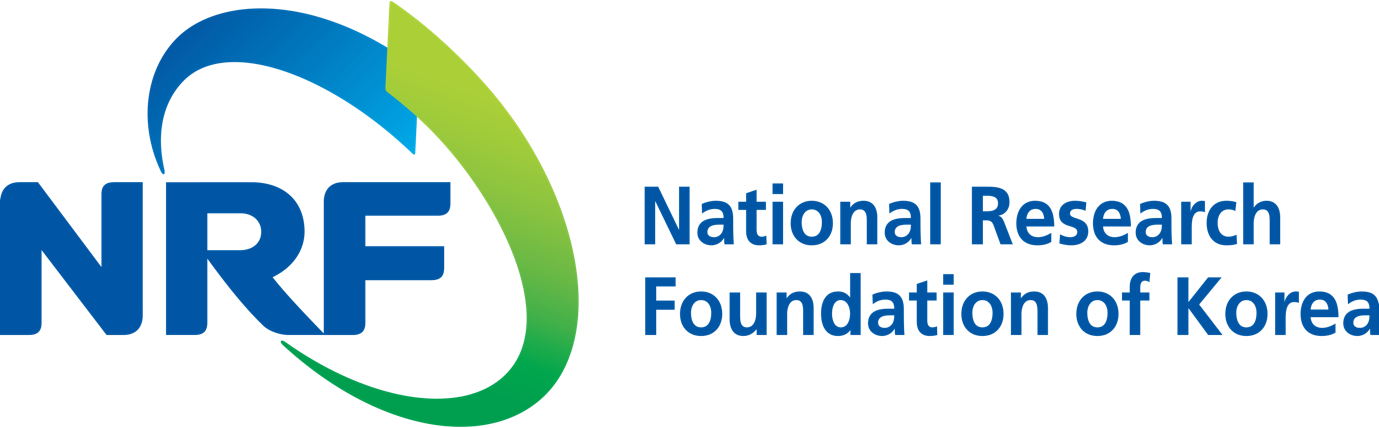 NRF
National Research
Foundation of Korea